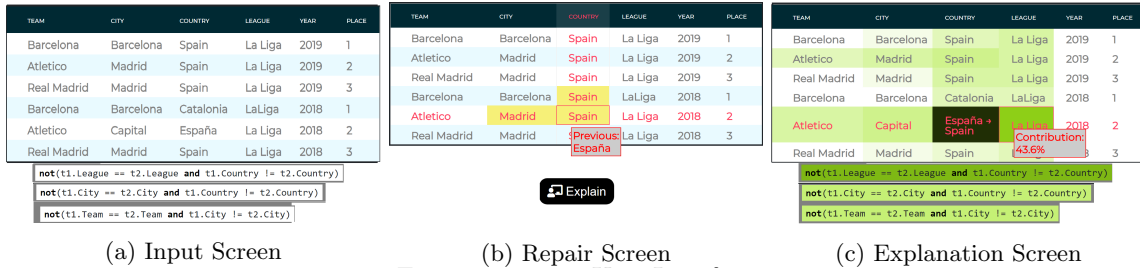 TEAM CITY COUNTRY LEAGUE YEAR PLACE
Barcelona Barcelona Spain La Liga 2019 1
Atletico Madrid Spain La Liga 2019 2
Real Madrid Madrid Spain La Liga 2019 3
Barcelona Barcelona Catalonia LaLiga 2018 1
Atletico Capital España La Liga 2018 2
Real Madrid Madrid Spain La Liga 2018 3
not(t1.League == t2.League and t1.Country != t2.Country)
not(t1.City == t2.City and t1.Country != t2.Country)
not(t1.Team == t2.Team and t1.City != t2.City)
(a) Input Screen
TEAM CITY COUNTRY LEAGUE YEAR PLACE
Barcelona Barcelona Spain La Liga 2019 1
Atletico Madrid Spain La Liga 2019 2
Real Madrid Madrid Spain La Liga 2019 3
Barcelona Barcelona Spain LaLiga 2018 1
Atletico Madrid Spain La Liga 2018 2
Real Madrid Madrid La Liga 2018 3
Previous:
España
Explain
(b) Repair Screen
TEAM CITY COUNTRY LEAGUE YEAR PLACE
Barcelona Barcelona Spain La Liga 2019 1
Atletico Madrid Spain La Liga 2019 2
Real Madrid Madrid Spain La Liga 2019 3
Barcelona Barcelona Catalonia LaLiga 2018 1
Atletico Capital España → La Liga 2018 2
Spain
Contribution:
43.6%
Real Madrid Madrid Spain 3
not(t1.League == t2.League and t1.Country != t2.Country)
not(t1.City == t2.City and t1.Country != t2.Country)
not(t1.Team == t2.Team and t1.City != t2.City)
(c) Explanation Screen